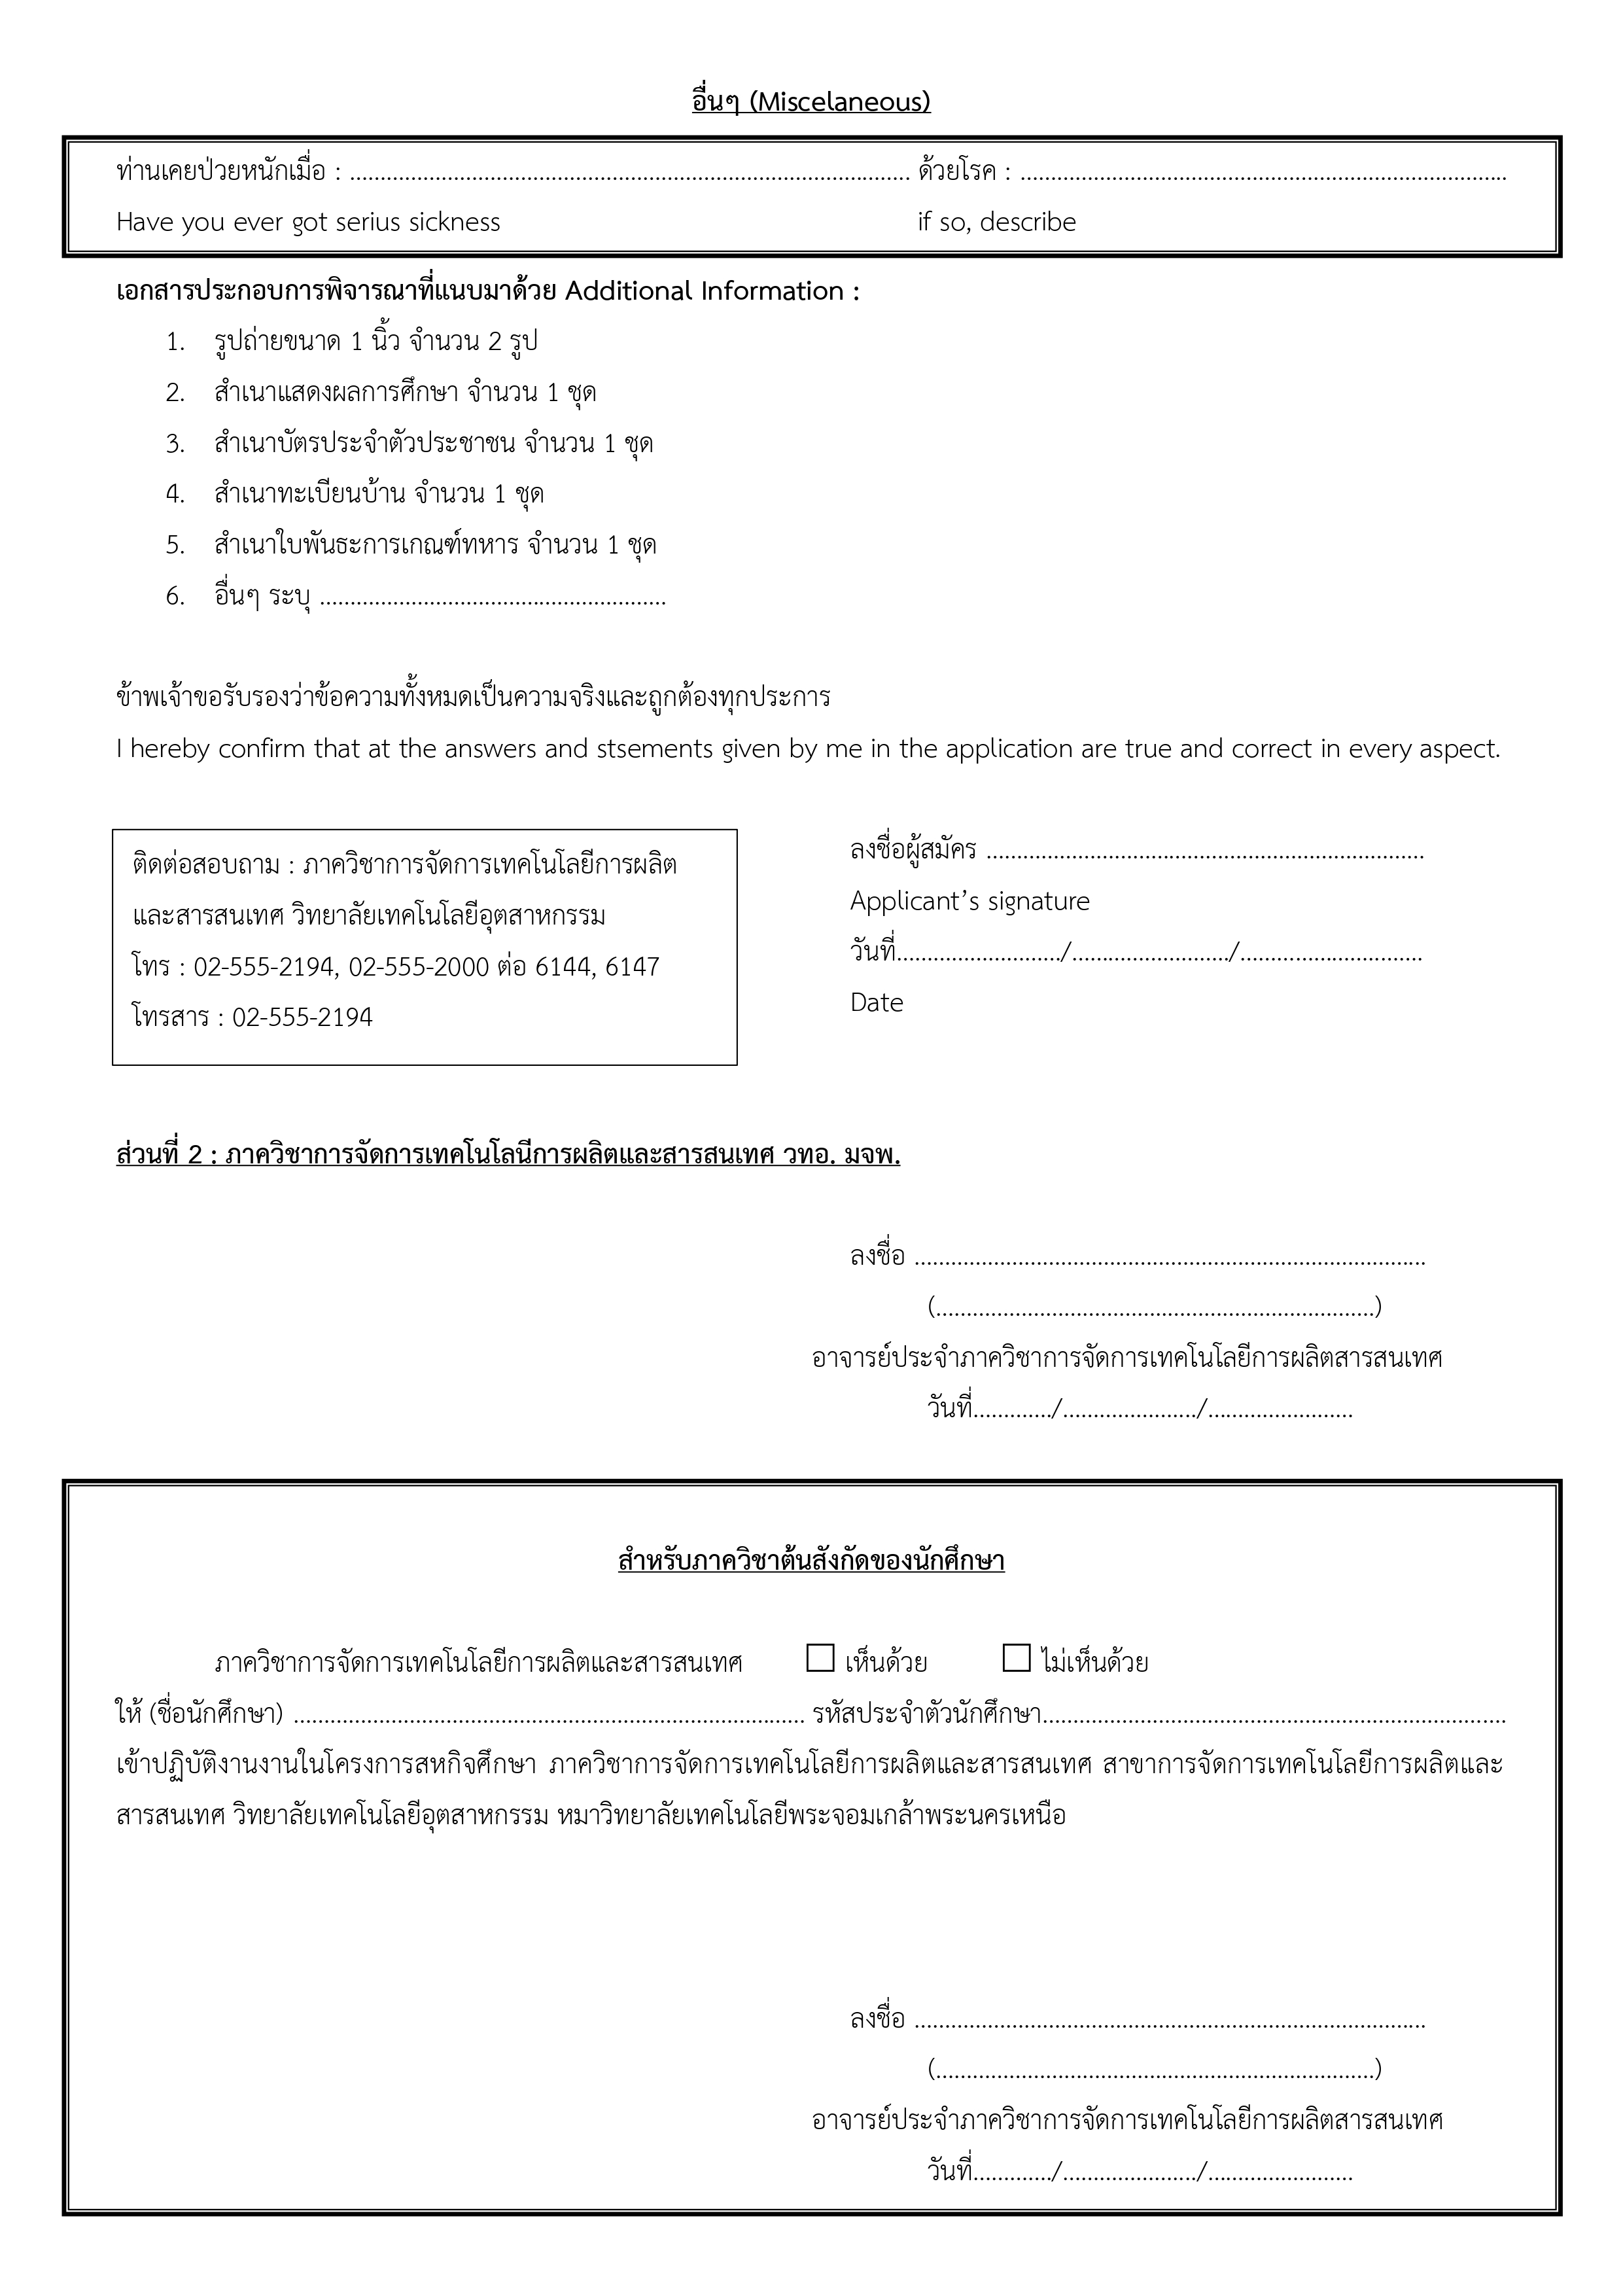 อื่นๆ (Miscelaneous)
ท่านเคยป่วยหนักเมื่อ : ............................................................................................ ด้วยโรค : ................................................................................
Have you ever got serius sickness if so, describe
เอกสารประกอบการพิจารณาที่แนบมาด้วย Additional Information :
1. รูปถ่ายขนาด 1 นิ้ว จำนวน 2 รูป
2. สำเนาแสดงผลการศึกษา จำนวน 1 ชุด
3. สำเนาบัตรประจำตัวประชาชน จำนวน 1 ชุด
4. สำเนาทะเบียนบ้าน จำนวน 1 ชุด
5. สำเนาใบพันธะการเกณฑ์ทหาร จำนวน 1 ชุด
6. อื่นๆ ระบุ .........................................................
ข้าพเจ้าขอรับรองว่าข้อความทั้งหมดเป็นความจริงและถูกต้องทุกประการ
I hereby confirm that at the answers and stsements given by me in the application are true and correct in every aspect.
ติดต่อสอบถาม : ภาควิชาการจัดการเทคโนโลยีการผลิต
และสารสนเทศ วิทยาลัยเทคโนโลยีอุตสาหกรรม
โทร : 02-555-2194, 02-555-2000 ต่อ 6144, 6147
โทรสาร : 02-555-2194
ลงชื่อผู้สมัคร ........................................................................
Applicant’s signature
วันที่.........................../........................../..............................
Date
ส่วนที่ 2 : ภาควิชาการจัดการเทคโนโลนีการผลิตและสารสนเทศ วทอ. มจพ.
ลงชื่อ ....................................................................................
(........................................................................)
อาจารย์ประจำภาควิชาการจัดการเทคโนโลยีการผลิตสารสนเทศ
วันที่............./....................../........................
สำหรับภาควิชาต้นสังกัดของนักศึกษา
ภาควิชาการจัดการเทคโนโลยีการผลิตและสารสนเทศ ☐ เห็นด้วย ☐ ไม่เห็นด้วย
ให้ (ชื่อนักศึกษา) .................................................................................... รหัสประจำตัวนักศึกษา............................................................................
เข้าปฏิบัติงานงานในโครงการสหกิจศึกษา ภาควิชาการจัดการเทคโนโลยีการผลิตและสารสนเทศ สาขาการจัดการเทคโนโลยีการผลิตและ
สารสนเทศ วิทยาลัยเทคโนโลยีอุตสาหกรรม หมาวิทยาลัยเทคโนโลยีพระจอมเกล้าพระนครเหนือ
ลงชื่อ ....................................................................................
(........................................................................)
อาจารย์ประจำภาควิชาการจัดการเทคโนโลยีการผลิตสารสนเทศ
วันที่............./....................../........................